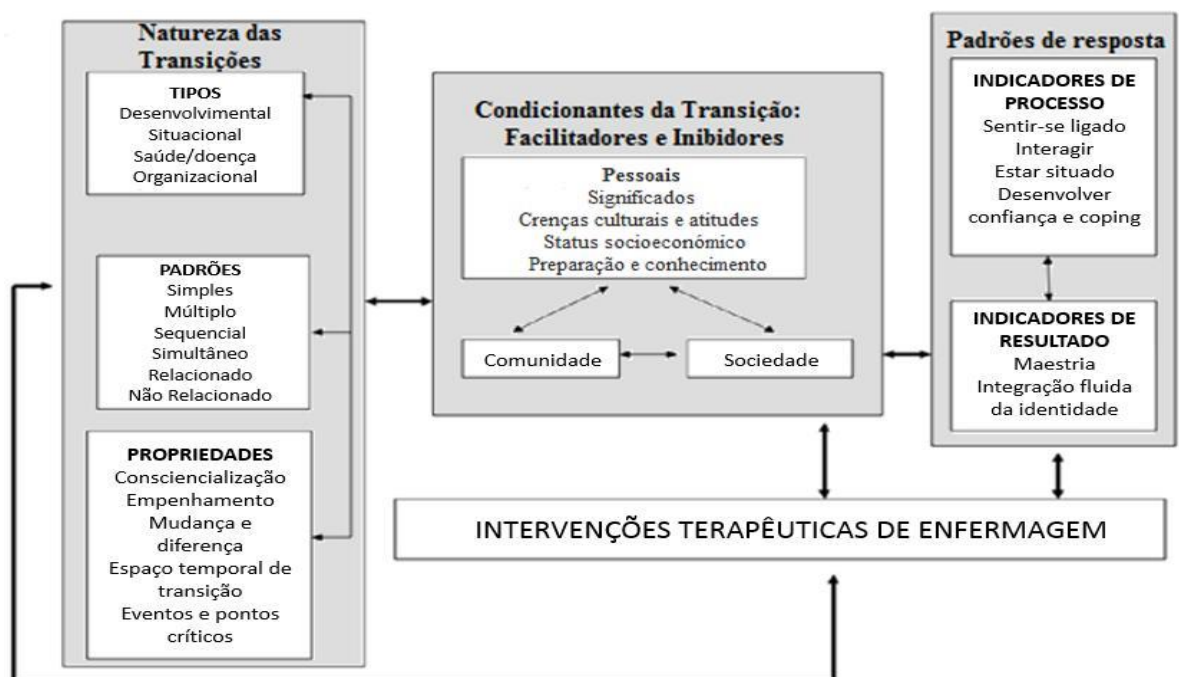 Natureza das
Transições
TIPOS
Desenvolvimental
Situacional
Saúde/doença
Organizacional
PADRÕES
Simples
Múltiplo
Sequencial
Simultâneo
Relacionado
Não Relacionado
PROPRIEDADES
Consciencialização
Empenhamento
Mudança e
diferença
Espaço temporal de
transição
Eventos e pontos
críticos
Condicionantes da Transição:
Facilitadores e Inibidores
Pessoais
Significados
Crenças culturais e atitudes
Status socioeconómico
Preparação e conhecimento
Comunidade
Sociedade
Padrões de resposta
INDICADORES DE
PROCESSO
Sentir-se ligado
Interagir
Estar situado
Desenvolver
confiança e coping
INDICADORES DE
RESULTADO
Maestria
Integração fluida
da identidade
INTERVENÇÕES TERAPÊUTICAS DE ENFERMAGEM